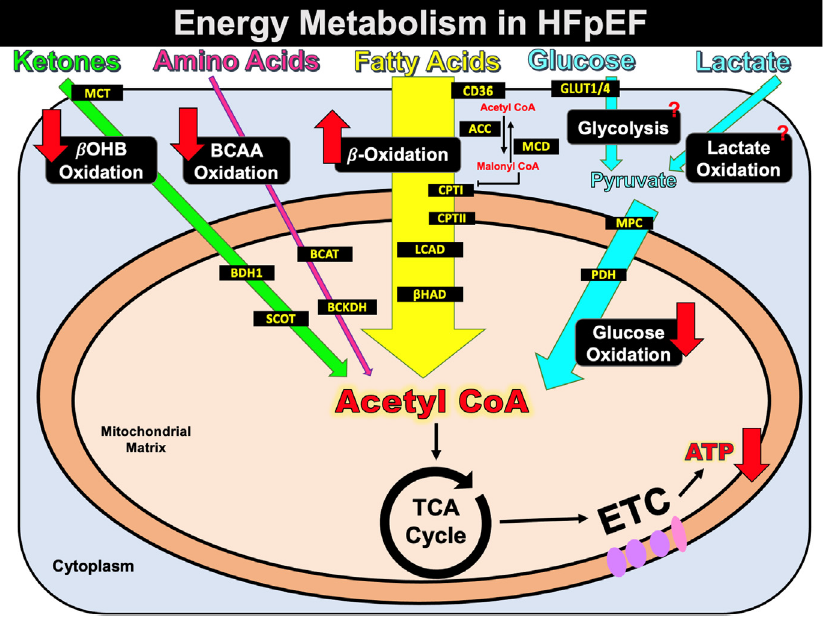 Energy Metabolism in HFpEF
Ketones
Amino Acids
Fatty Acids
Glucose
Lactate
MCT
CD36
GLUT1/4
Acetyl CoA
ACC
MCD
Malonyl CoA
βOHB
Oxidation
BCAA
Oxidation
β-Oxidation
Glycolysis
?
Lactate
Oxidation
?
Pyruvate
CPTI
CPTII
MPC
LCAD
BCAT
BDH1
PDH
βHAD
BCKDH
SCOT
Glucose
Oxidation
Acetyl CoA
Mitochondrial
Matrix
ATP
TCA
Cycle
ETC
Cytoplasm